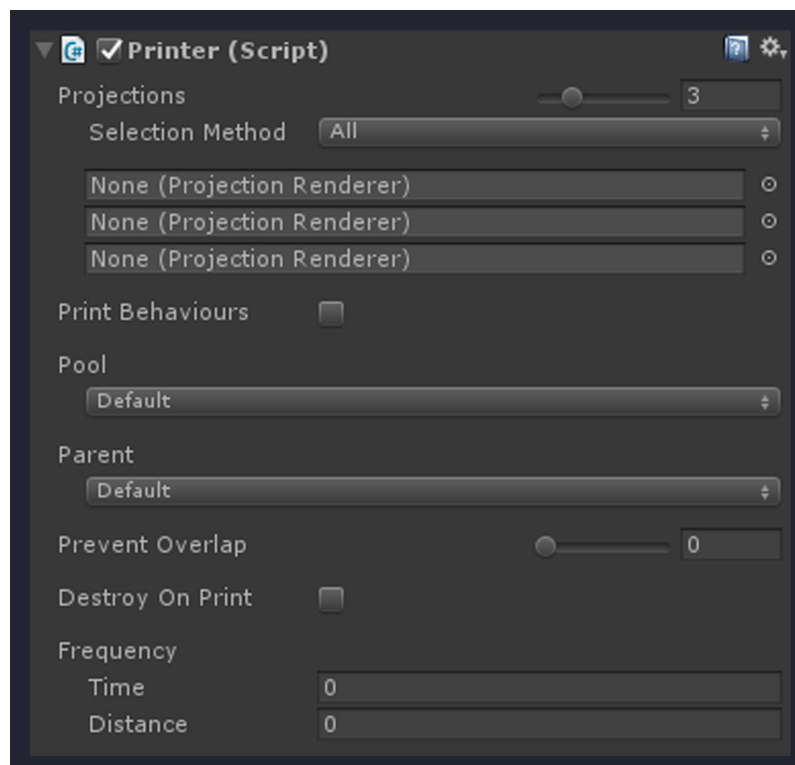 Printer (Script)
Projections 3
Selection Method All
None (Projection Renderer)
None (Projection Renderer)
None (Projection Renderer)
Print Behaviours
Pool
Default
Parent
Default
Prevent Overlap 0
Destroy On Print
Frequency
Time 0
Distance 0